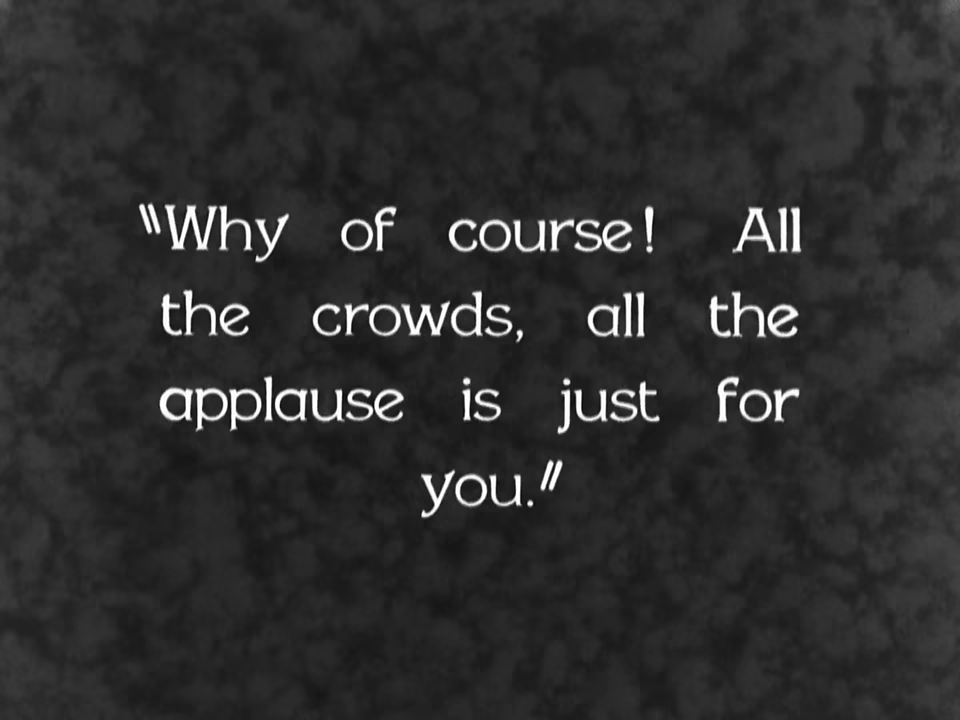 "Why of course! All
the crowds, all the
applause is just for
you."